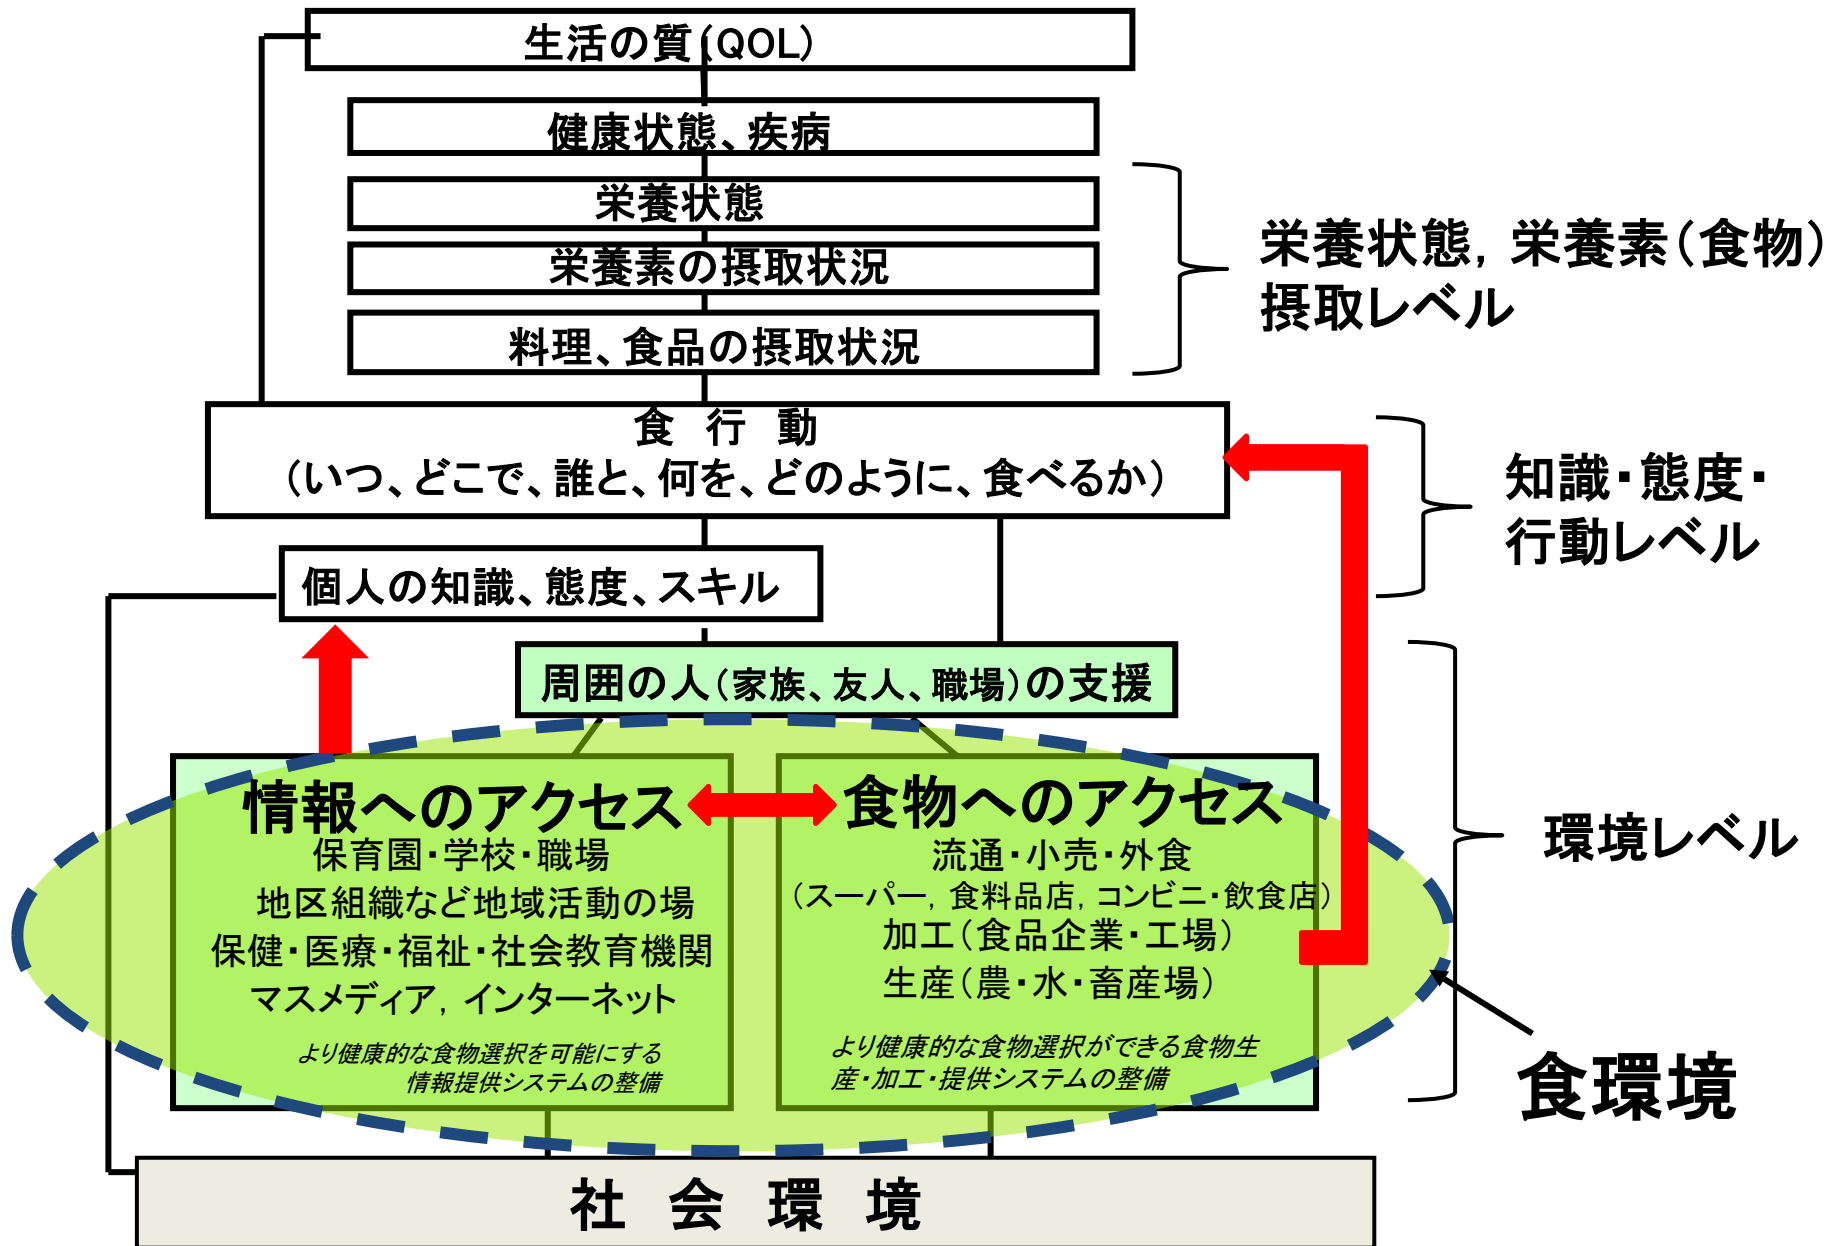 生活の質(QOL)
健康状態、疾病
栄養状態
栄養素の摂取状況
料理、食品の摂取状況
栄養状態，栄養素（食物）
摂取レベル
食　行　動
（いつ、どこで、誰と、何を、どのように、食べるか）
知識・態度・
行動レベル
個人の知識、態度、スキル
周囲の人（家族、友人、職場）の支援
情報へのアクセス
保育園・学校・職場
地区組織など地域活動の場
保健・医療・福祉・社会教育機関
マスメディア，インターネット
より健康的な食物選択を可能にする
情報提供システムの整備
食物へのアクセス
流通・小売・外食
（スーパー，食料品店，コンビニ・飲食店）
加工（食品企業・工場）
生産（農・水・畜産場）
より健康的な食物選択ができる食物生
産・加工・提供システムの整備
環境レベル
食環境
社　会　環　境